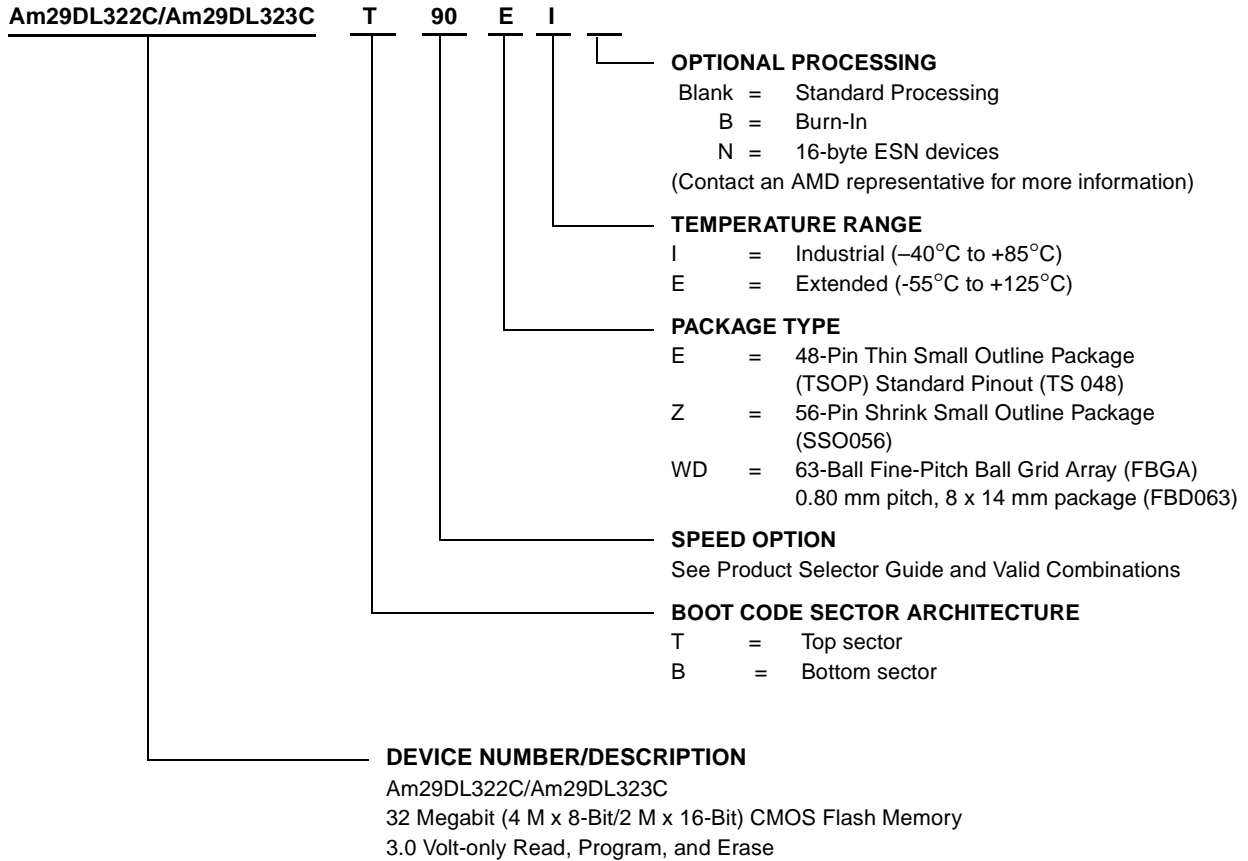 Am29DL322C/Am29DL323C T 90 E I
OPTIONAL PROCESSING
Blank = Standard Processing
B = Burn-In
N = 16-byte ESN devices
(Contact an AMD representative for more information)
TEMPERATURE RANGE
I = Industrial (–40°C to +85°C)
E = Extended (-55°C to +125°C)
PACKAGE TYPE
E = 48-Pin Thin Small Outline Package
(TSOP) Standard Pinout (TS 048)
Z = 56-Pin Shrink Small Outline Package
(SSO056)
WD = 63-Ball Fine-Pitch Ball Grid Array (FBGA)
0.80 mm pitch, 8 x 14 mm package (FBD063)
SPEED OPTION
See Product Selector Guide and Valid Combinations
BOOT CODE SECTOR ARCHITECTURE
T = Top sector
B = Bottom sector
DEVICE NUMBER/DESCRIPTION
Am29DL322C/Am29DL323C
32 Megabit (4 M x 8-Bit/2 M x 16-Bit) CMOS Flash Memory
3.0 Volt-only Read, Program, and Erase